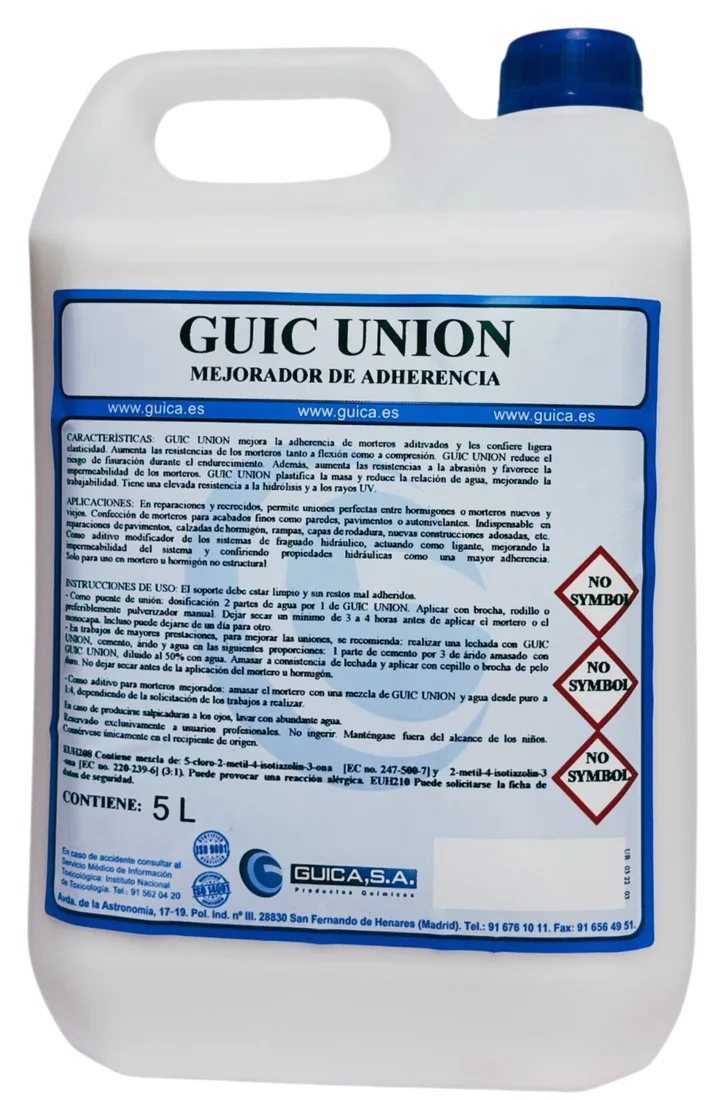 GUIC UNION
MEJORADOR DE ADHERENCIA
www.guica.es www.guica.es www.guica.es
CARACTERÍSTICAS: GUIC UNION mejora la adherencia de morteros aditivados y les confiere ligera
elasticidad. Aumenta las resistencias de los morteros tanto a flexión como a compresión. GUIC UNION reduce el
riesgo de fisuración durante el endurecimiento. Además, aumenta las resistencias a la abrasión y favorece la
impermeabilidad de los morteros. GUIC UNION plastifica la masa y reduce la relación de agua, mejorando la
trabajabilidad. Tiene una elevada resistencia a la hidrólisis y a los rayos UV.
APLICACIONES: En reparaciones y recrecidos, permite uniones perfectas entre hormigones o morteros nuevos y
viejos. Confección de morteros para acabados finos como paredes, pavimentos o autonivelantes. Indispensable en
reparaciones de pavimentos, calzadas de hormigón, rampas, capas de rodadura, nuevas construcciones adosadas, etc.
Como aditivo modificador de los sistemas de fraguado hidráulico, actuando como ligante, mejorando la
impermeabilidad del sistema y confiriendo propiedades hidráulicas como una mayor adherencia.
Solo para uso en mortero u hormigón no estructural
INSTRUCCIONES DE USO: El soporte debe estar limpio y sin restos mal adheridos.
- Como puente de unión: dosificación 2 partes de agua por 1 de GUIC UNION. Aplicar con brocha, rodillo o
preferiblemente pulverizador manual. Dejar secar un mínimo de 3 a 4 horas antes de aplicar el mortero o el
monocapa. Incluso puede dejarse de un día para otro.
- En trabajos de mayores prestaciones, para mejorar las uniones, se recomienda: realizar una lechada con GUIC
UNION, cemento, árido y agua en las siguientes proporciones: 1 parte de cemento por 3 de árido amasado con
GUIC UNION, diluido al 50% con agua. Amasar a consistencia de lechada y aplicar con cepillo o brocha de pelo
duro. No dejar secar antes de la aplicación del mortero u hormigón.
- Como aditivo para morteros mejorados: amasar el mortero con una mezcla de GUIC UNION y agua desde puro a
1:4, dependiendo de la solicitación de los trabajos a realizar.
En caso de producirse salpicaduras a los ojos, lavar con abundante agua.
Reservado exclusivamente a usuarios profesionales. No ingerir. Manténgase fuera del alcance de los niños.
Consérvese únicamente en el recipiente de origen.
EUH208 Contiene mezcla de: 5-cloro-2-metil-4-isotiazolin-3-ona [EC no. 247-500-7] y 2-metil-4-isotiazolin-3
-ona [EC no. 220-239-6] (3:1). Puede provocar una reacción alérgica. EUH210 Puede solicitarse la ficha de
datos de seguridad.
NO
SYMBOL
NO
SYMBOL
NO
SYMBOL
CONTIENE: 5 L
En caso de accidente consultar al
Servicio Médico de Información
Toxicológica: Instituto Nacional
de Toxicología. Tel.: 91 562 04 20
ISO 9001
ISO 14001
GUICA,S.A.
Productos Químicos
UR 03 22 03
Avda. de la Astronomía, 17-19. Pol. Ind. nº III. 28830 San Fernando de Henares (Madrid). Tel.: 91 676 10 11. Fax: 91 656 49 51.